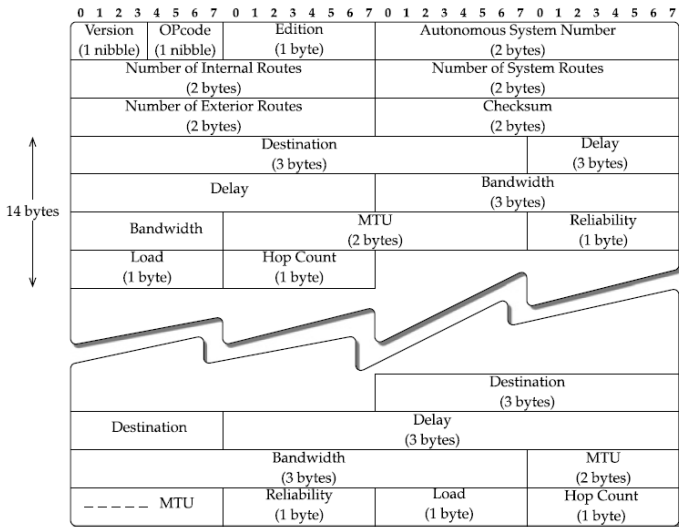 0 1 2 3 4 5 6 7 0 1 2 3 4 5 6 7 0 1 2 3 4 5 6 7 0 1 2 3 4 5 6 7
Version OPcode Edition Autonomous System Number
(1 nibble) (1 nibble) (1 byte) (2 bytes)
Number of Internal Routes Number of System Routes
(2 bytes) (2 bytes)
Number of Exterior Routes Checksum
(2 bytes) (2 bytes)
Destination Delay
(3 bytes) (3 bytes)
Delay Bandwidth
(3 bytes)
14 bytes
Bandwidth MTU Reliability
(2 bytes) (1 byte)
Load Hop Count
(1 byte) (1 byte)
Destination
(3 bytes)
Destination Delay
(3 bytes)
Bandwidth MTU
(3 bytes) (2 bytes)
_ _ _ _ _ MTU Reliability Load Hop Count
(1 byte) (1 byte) (1 byte)